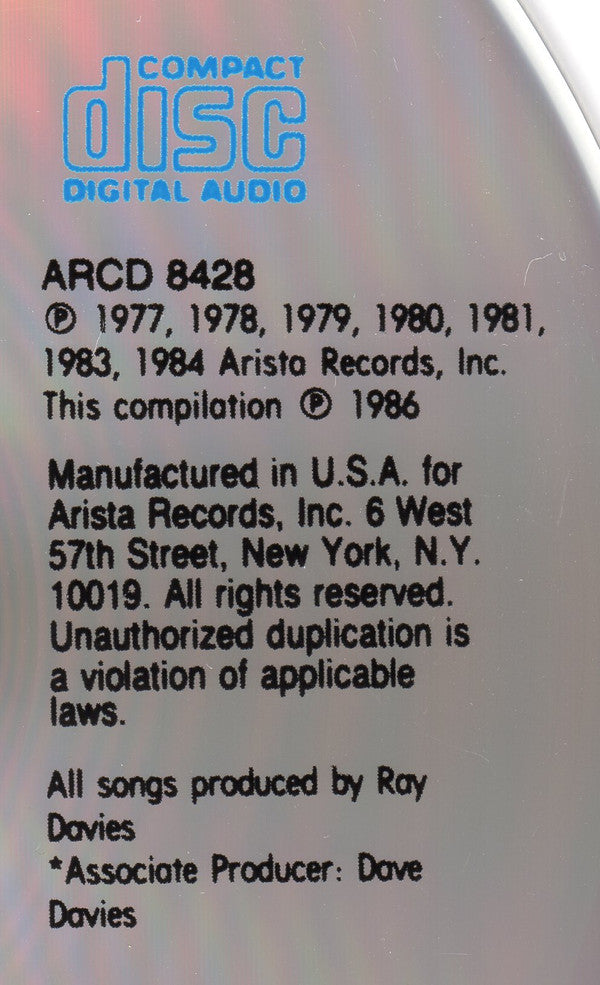 COMPACT
disc
DIGITAL AUDIO
ARCD 8428
℗ 1977, 1978, 1979, 1980, 1981,
1983, 1984 Arista Records, Inc.
This compilation ℗ 1986
Manufactured in U.S.A. for
Arista Records, Inc. 6 West
57th Street, New York, N.Y.
10019. All rights reserved.
Unauthorized duplication is
a violation of applicable
laws.
All songs produced by Ray
Davies
*Associate Producer: Dave
Davies